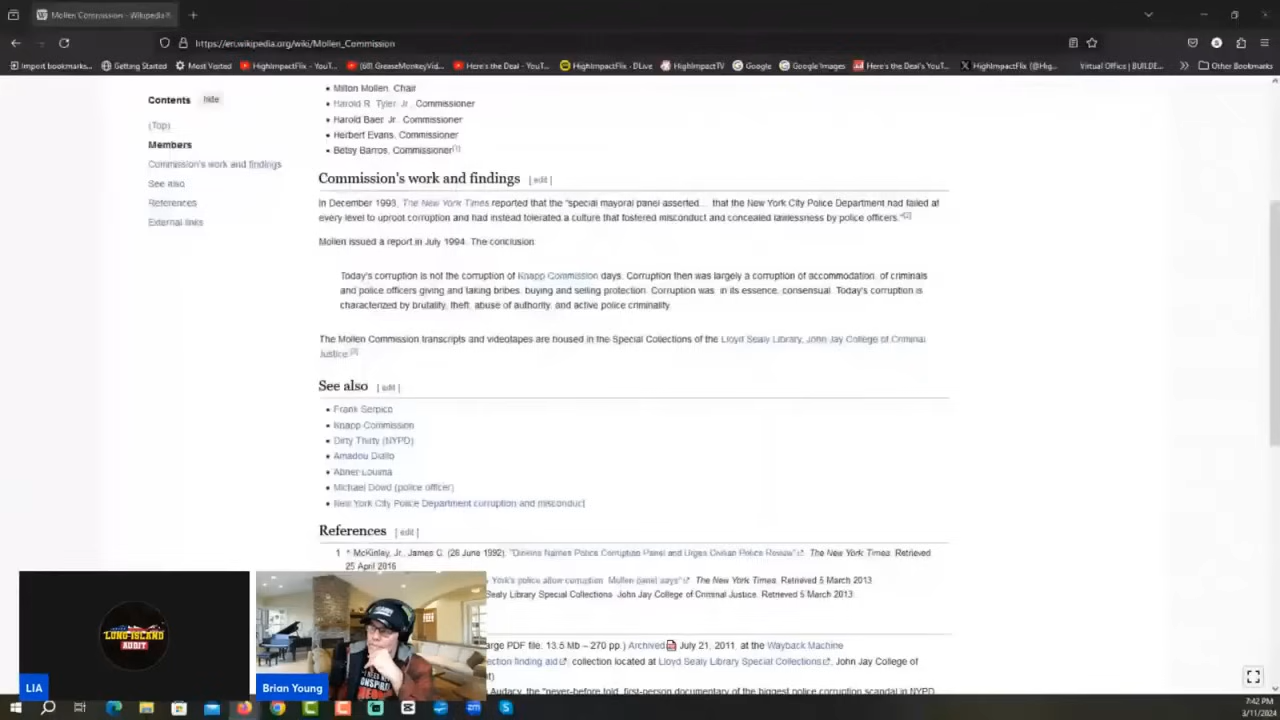 Mollen Commission - Wikipedia
https://en.wikipedia.org/wiki/Mollen_Commission
Import bookmarks... Getting Started Most Visited HighImpactFlix - YouT... (60) GreaseMonkeyVid... Here's the Deal - YouT... HighImpactFlix - DLive HighImpactTV Google Google Images Here's the Deal's YouT... HighImpactFlix (@Hig... Virtual Office | BUILDE... Other Bookmarks
Contents hide
(Top)
Members
Commission's work and findings
See also
References
External links
• Milton Mollen, Chair
• Harold R. Tyler, Jr., Commissioner
• Harold Baer, Jr., Commissioner
• Herbert Evans, Commissioner
• Betsy Barros, Commissioner[1]
Commission's work and findings [ edit ]
In December 1993, The New York Times reported that the "special mayoral panel asserted... that the New York City Police Department had failed at
every level to uproot corruption and had instead tolerated a culture that fostered misconduct and concealed lawlessness by police officers."[2]
Mollen issued a report in July 1994. The conclusion:
Today's corruption is not the corruption of Knapp Commission days. Corruption then was largely a corruption of accommodation, of criminals
and police officers giving and taking bribes, buying and selling protection. Corruption was, in its essence, consensual. Today's corruption is
characterized by brutality, theft, abuse of authority, and active police criminality.
The Mollen Commission transcripts and videotapes are housed in the Special Collections of the Lloyd Sealy Library, John Jay College of Criminal
Justice.[3]
See also [ edit ]
• Frank Serpico
• Knapp Commission
• Dirty Thirty (NYPD)
• Amadou Diallo
• Abner Louima
• Michael Dowd (police officer)
• New York City Police Department corruption and misconduct
References [ edit ]
1. ^ McKinley, Jr., James C. (26 June 1992). "Dinkins Names Police Corruption Panel and Urges Civilian Police Review". The New York Times. Retrieved
25 April 2016
York's police allow corruption, Mollen panel says". The New York Times. Retrieved 5 March 2013
Sealy Library Special Collections. John Jay College of Criminal Justice. Retrieved 5 March 2013
arge PDF file: 13.5 Mb – 270 pp.) Archived July 21, 2011, at the Wayback Machine
ection finding aid; collection located at Lloyd Sealy Library Special Collections, John Jay College of
Audacy, the "never-before told, first-person documentary of the biggest police corruption scandal in NYPD
LONG ISLAND
AUDIT
LIA
Brian Young
7:42 PM
3/11/2024